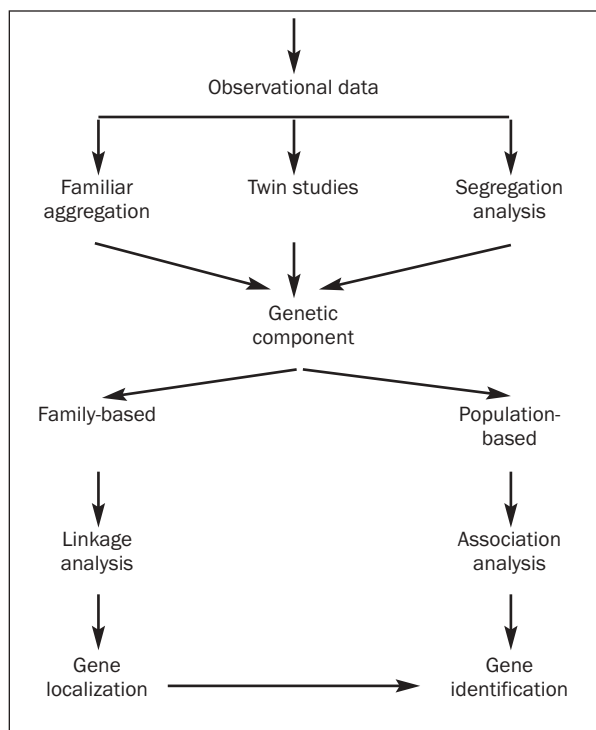 Observational data
Familiar
aggregation
Twin studies
Segregation
analysis
Genetic
component
Family-based
Population-
based
Linkage
analysis
Association
analysis
Gene
localization
Gene
identification